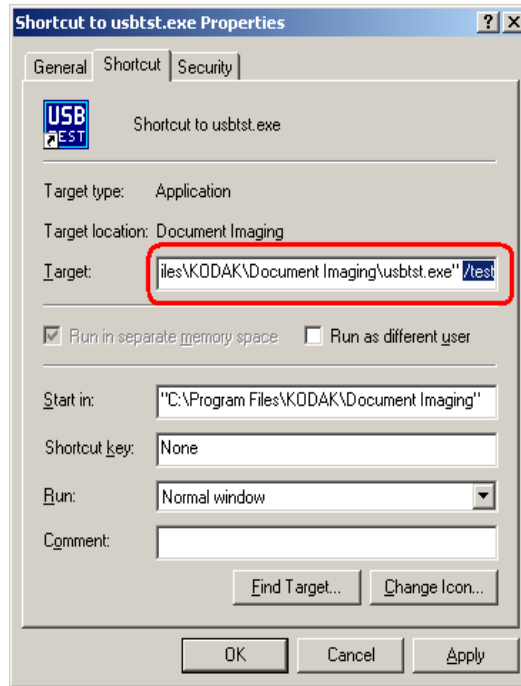 Shortcut to usbtst.exe Properties
General Shortcut Security
USB
TEST
Shortcut to usbtst.exe
Target type: Application
Target location: Document Imaging
Target: iles\KODAK\Document Imaging\usbtst.exe" /test
Run in separate memory space Run as different user
Start in: "C:\Program Files\KODAK\Document Imaging"
Shortcut key: None
Run: Normal window
Comment:
Find Target... Change Icon...
OK Cancel Apply